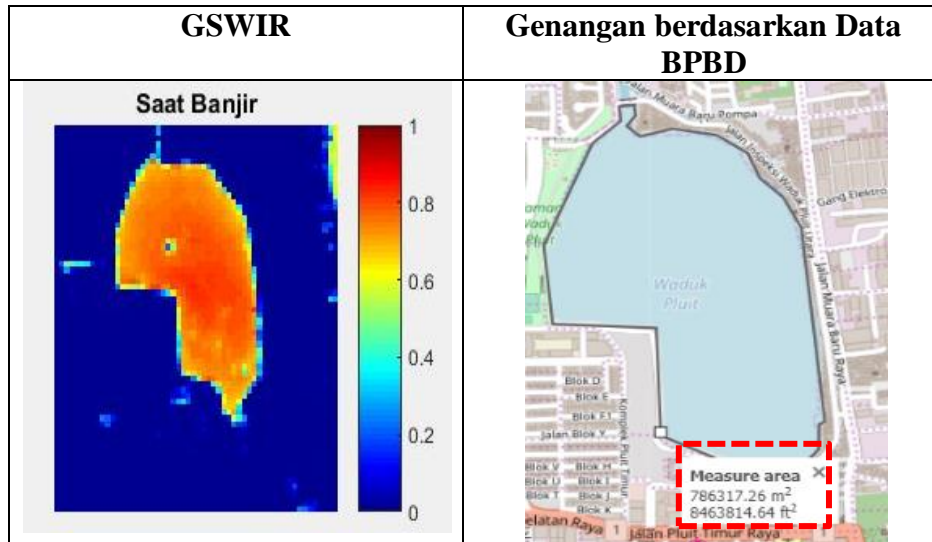 GSWIR
Genangan berdasarkan Data
BPBD
Saat Banjir
1
0.8
0.6
0.4
0.2
0
Jalan Muara Baru Pompa
Jalan Inspeksi Waduk Pluit Utara
Gang Elektro
Waduk
Pluit
Jalan Muara Baru Raya
Blok D
Blok E
Blok F1
Jalan Blok Y
Komplek Pluit Timur
Blok V
Blok H
Blok U
Blok I
Blok T
Blok J
Blok K
Measure area
786317.26 m²
8463814.64 ft²
elatan Raya
1
Jalan Pluit Timur Raya
1